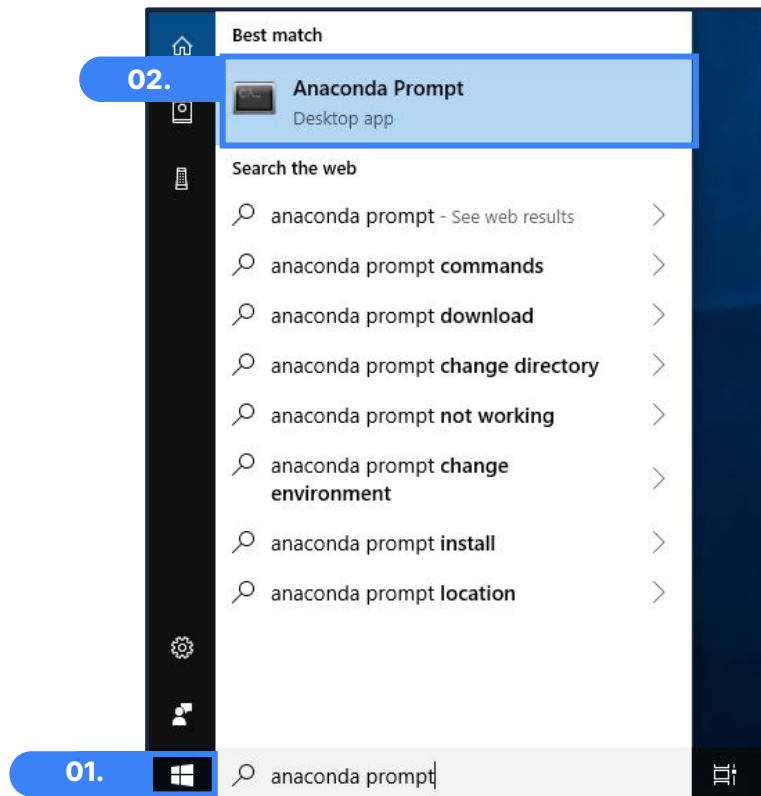 Best match
02.
Anaconda Prompt
Desktop app
Search the web
anaconda prompt - See web results
anaconda prompt commands
anaconda prompt download
anaconda prompt change directory
anaconda prompt not working
anaconda prompt change
environment
anaconda prompt install
anaconda prompt location
01.
anaconda prompt